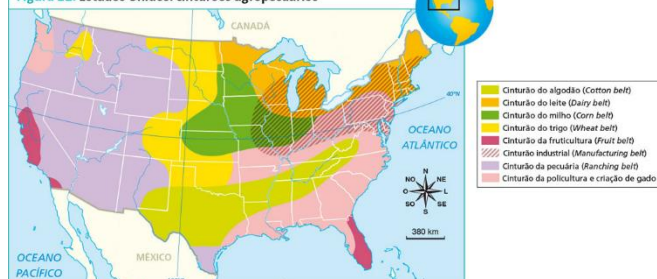 Estados Unidos: cinturões agropecuários
CANADÁ
40°N
OCEANO
ATLÂNTICO
NO
N
NE
O
L
SO
S
SE
380 km
MÉXICO
OCEANO
PACÍFICO
Cinturão do algodão (Cotton belt)
Cinturão do leite (Dairy belt)
Cinturão do milho (Corn belt)
Cinturão do trigo (Wheat belt)
Cinturão da fruticultura (Fruit belt)
Cinturão industrial (Manufacturing belt)
Cinturão da pecuária (Ranching belt)
Cinturão da policultura e criação de gado